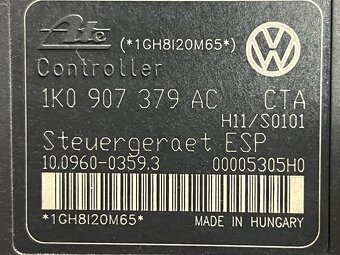 Ate (*1GH8I20M65*)
Controller
1K0 907 379 AC CTA
H11/S0101
Steuergeraet ESP
10.0960-0359.3 00005305H0
*1GH8I20M65* MADE IN HUNGARY